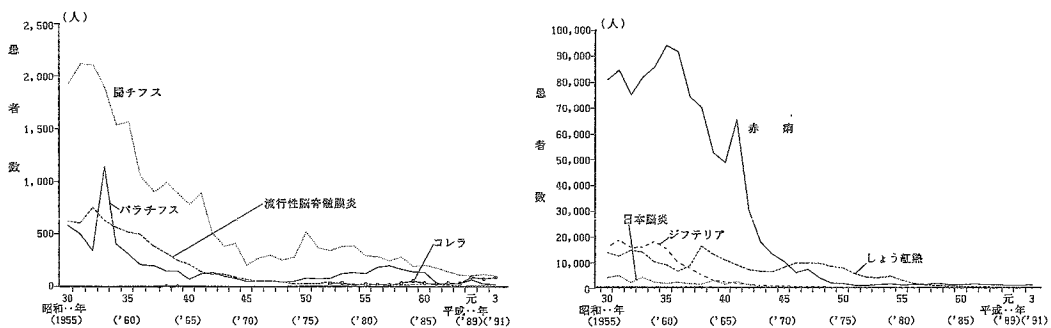 (人)
2,500
2,000
1,500
1,000
500
0
患者数
腸チフス
パラチフス
流行性脳脊髄膜炎
コレラ
30 35 40 45 50 55 60 元 3
昭和‥年 平成‥年
(1955) ('60) ('65) ('70) ('75) ('80) ('85) ('89)('91)
(人)
100,000
90,000
80,000
70,000
60,000
50,000
40,000
30,000
20,000
10,000
0
患者数
赤痢
日本脳炎
ジフテリア
しょう紅熱
30 35 40 45 50 55 60 元 3
昭和‥年 平成‥年
(1955) ('60) ('65) ('70) ('75) ('80) ('85) ('89)('91)